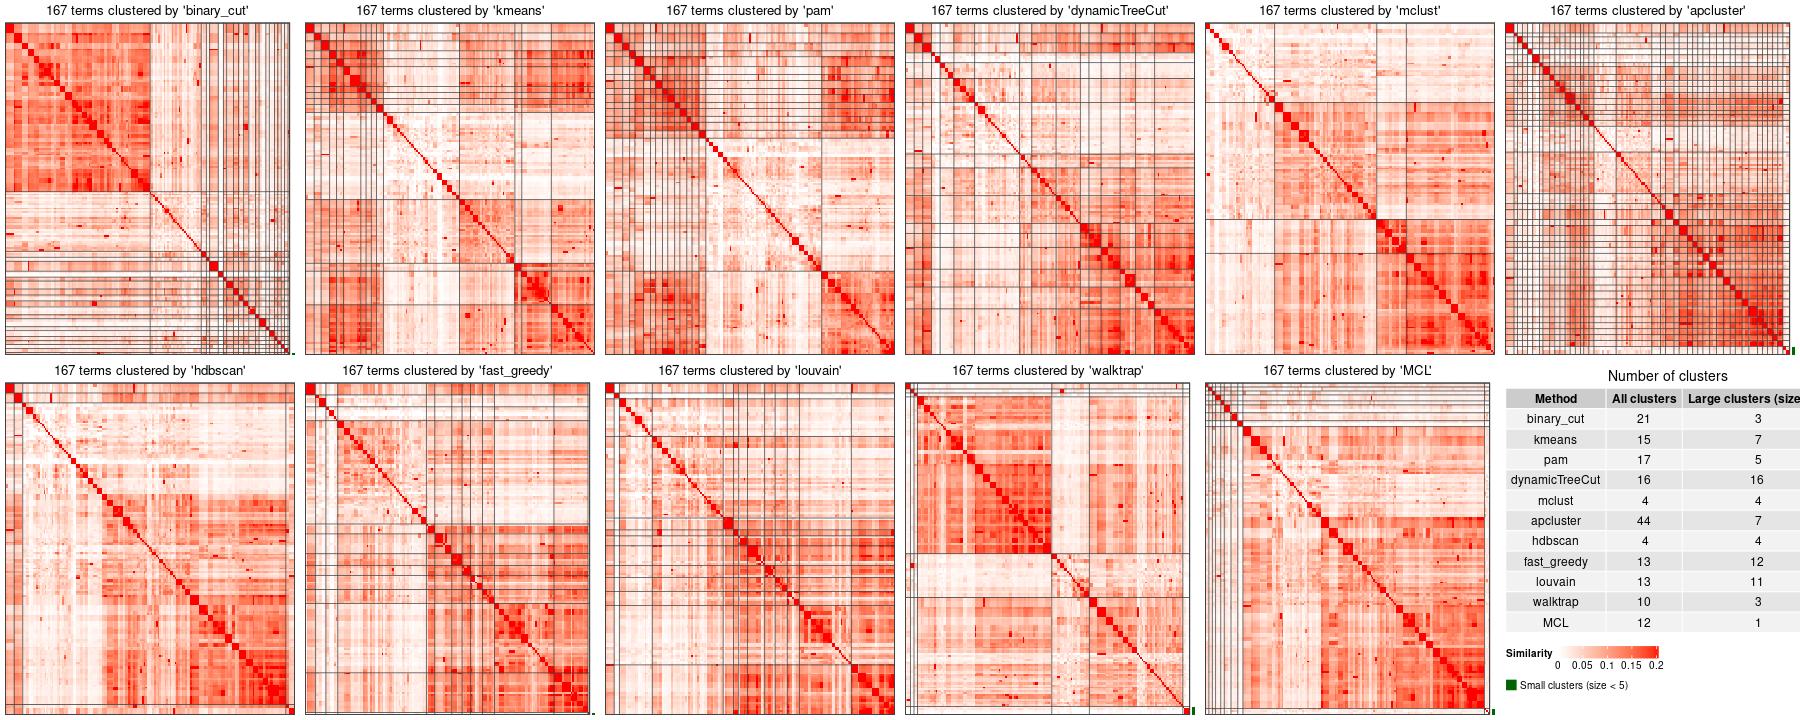 167 terms clustered by 'binary_cut'
167 terms clustered by 'kmeans'
167 terms clustered by 'pam'
167 terms clustered by 'dynamicTreeCut'
167 terms clustered by 'mclust'
167 terms clustered by 'apcluster'
167 terms clustered by 'hdbscan'
167 terms clustered by 'fast_greedy'
167 terms clustered by 'louvain'
167 terms clustered by 'walktrap'
167 terms clustered by 'MCL'
Number of clusters
Method All clusters Large clusters (size
binary_cut 21 3
kmeans 15 7
pam 17 5
dynamicTreeCut 16 16
mclust 4 4
apcluster 44 7
hdbscan 4 4
fast_greedy 13 12
louvain 13 11
walktrap 10 3
MCL 12 1
Similarity
0 0.05 0.1 0.15 0.2
Small clusters (size < 5)